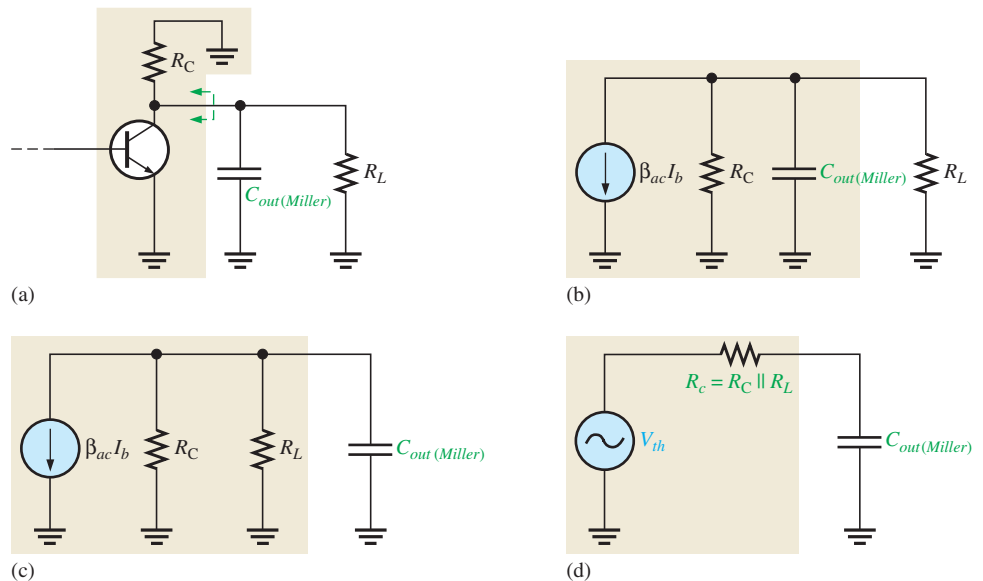 R_C
C_out(Miller)
R_L
(a)
β_ac I_b
R_C
C_out(Miller)
R_L
(b)
β_ac I_b
R_C
R_L
C_out (Miller)
(c)
R_c = R_C || R_L
V_th
C_out(Miller)
(d)